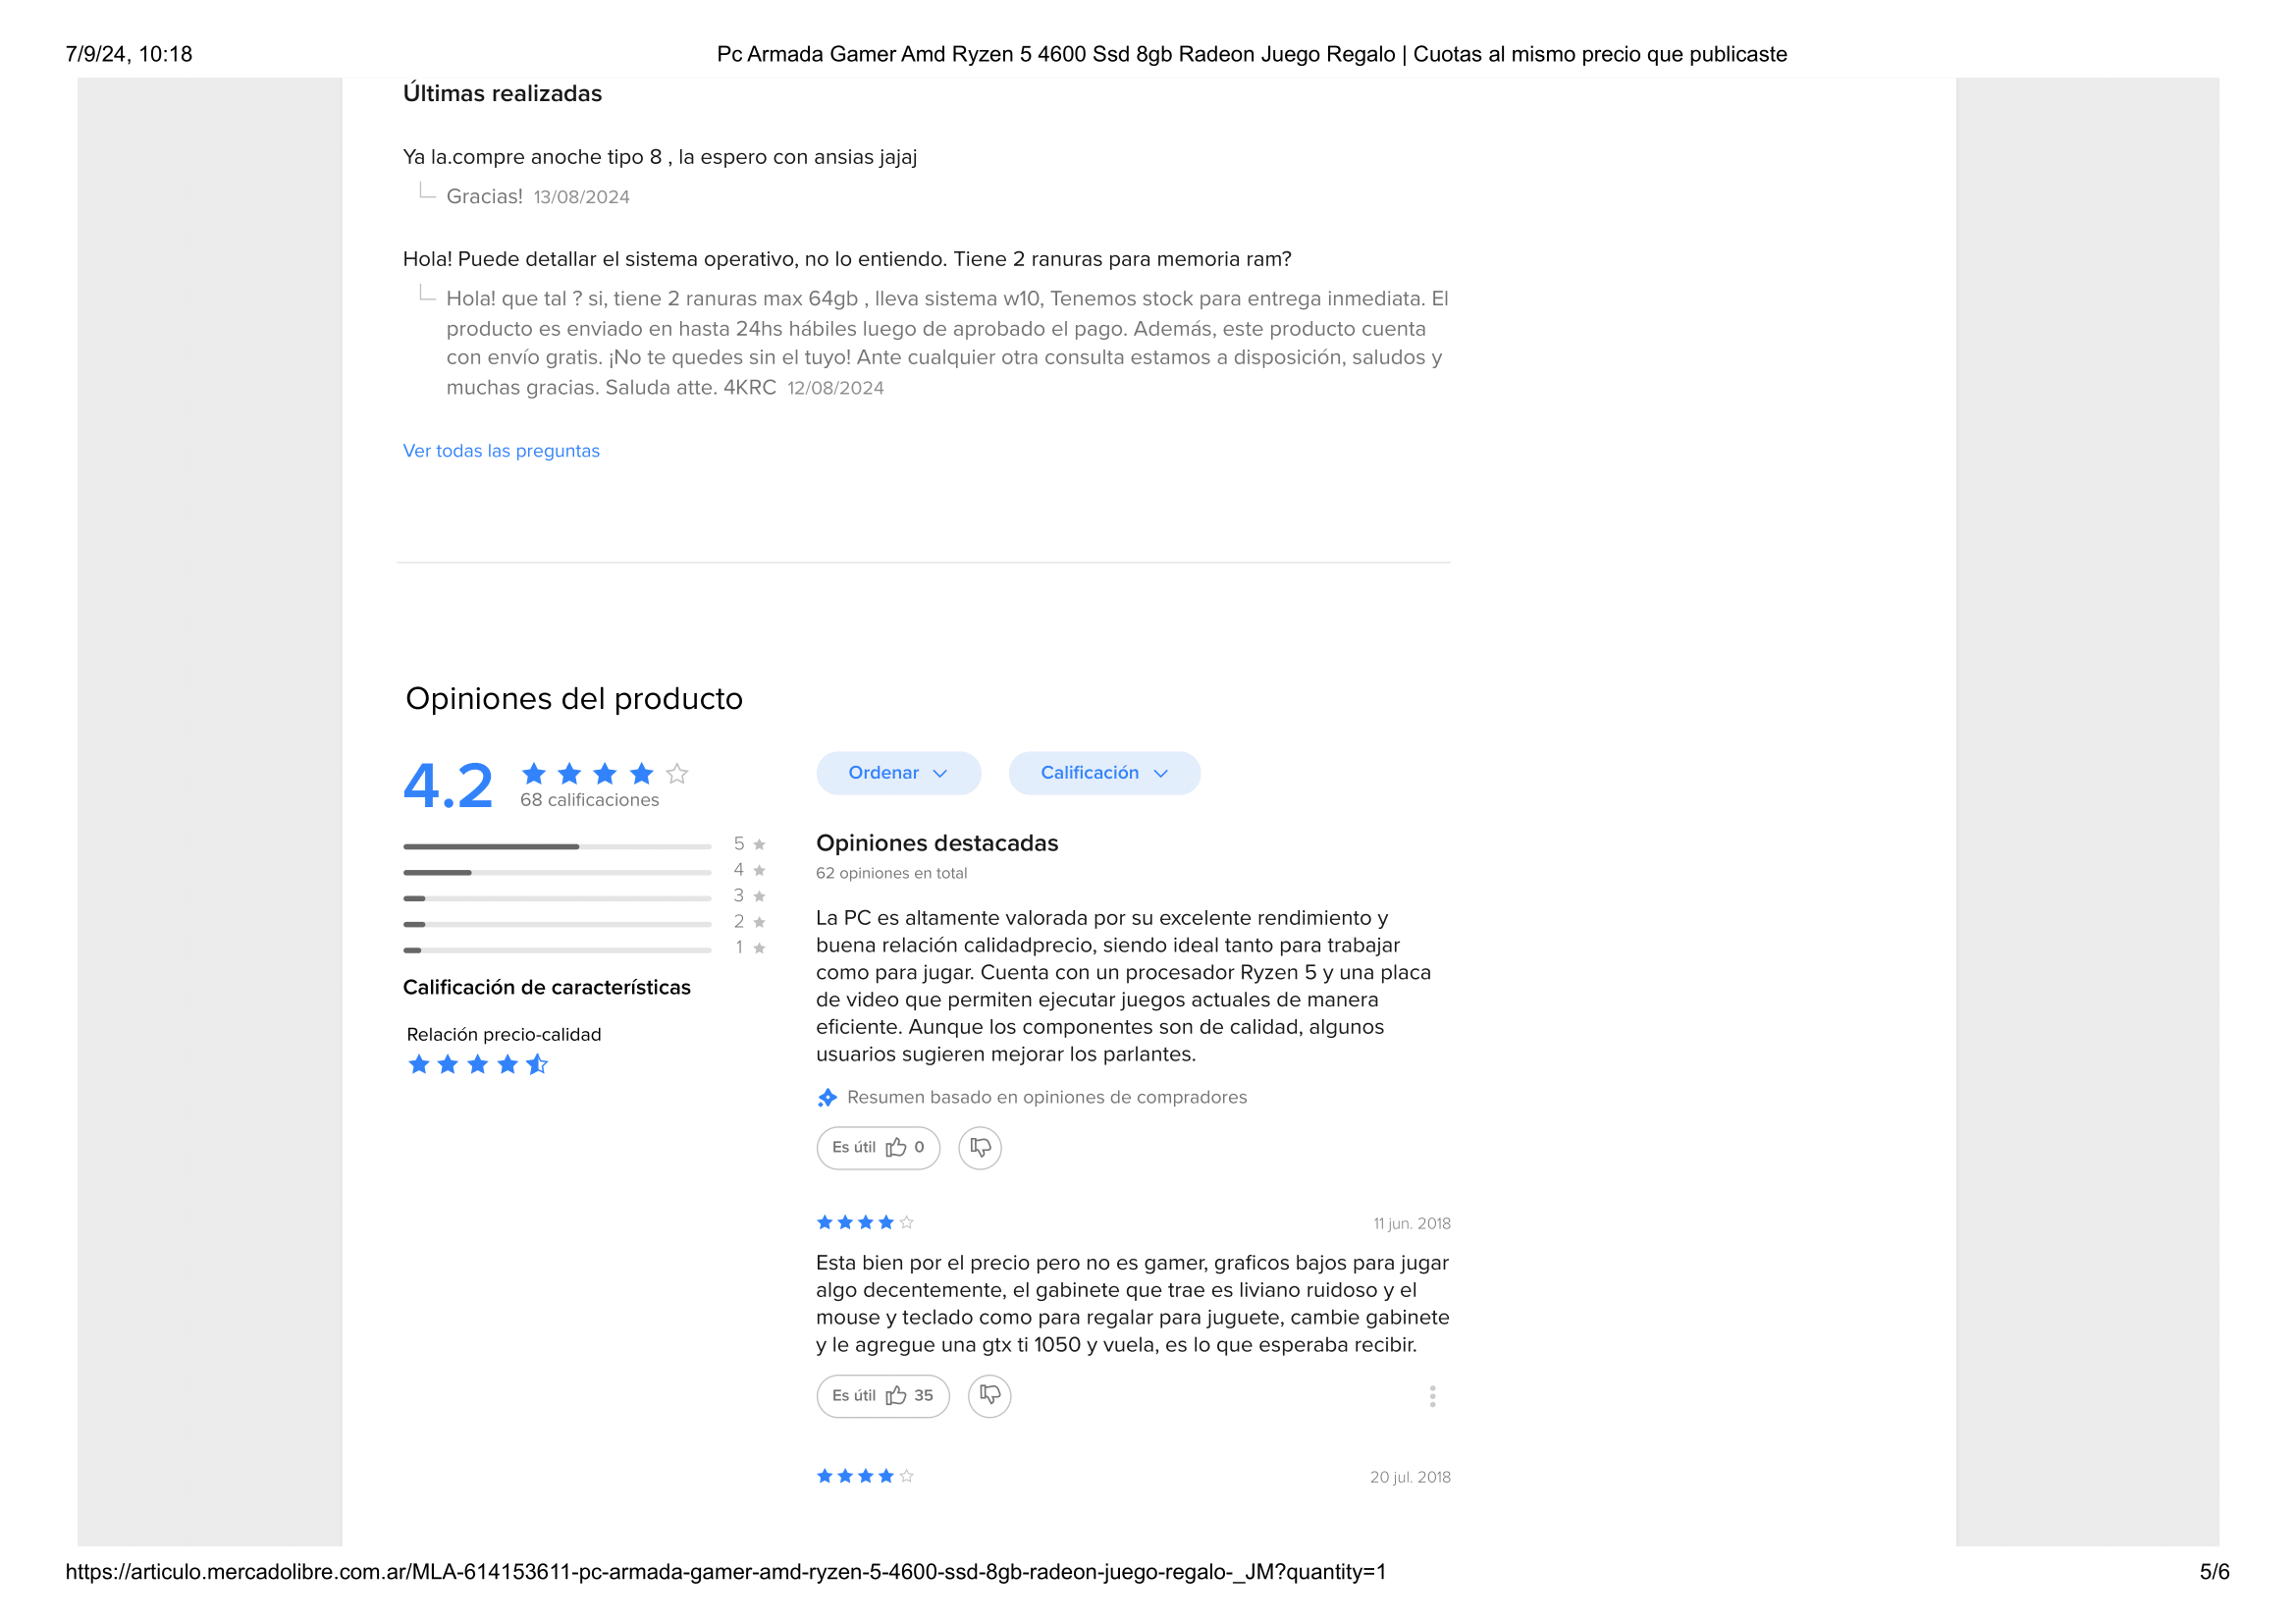 7/9/24, 10:18
Pc Armada Gamer Amd Ryzen 5 4600 Ssd 8gb Radeon Juego Regalo | Cuotas al mismo precio que publicaste
Últimas realizadas
Ya la.compre anoche tipo 8 , la espero con ansias jajaj
Gracias! 13/08/2024
Hola! Puede detallar el sistema operativo, no lo entiendo. Tiene 2 ranuras para memoria ram?
Hola! que tal ? si, tiene 2 ranuras max 64gb , lleva sistema w10, Tenemos stock para entrega inmediata. El
producto es enviado en hasta 24hs hábiles luego de aprobado el pago. Además, este producto cuenta
con envío gratis. ¡No te quedes sin el tuyo! Ante cualquier otra consulta estamos a disposición, saludos y
muchas gracias. Saluda atte. 4KRC 12/08/2024
Ver todas las preguntas
Opiniones del producto
4.2
68 calificaciones
5
4
3
2
1
Calificación de características
Relación precio-calidad
Ordenar
Calificación
Opiniones destacadas
62 opiniones en total
La PC es altamente valorada por su excelente rendimiento y
buena relación calidadprecio, siendo ideal tanto para trabajar
como para jugar. Cuenta con un procesador Ryzen 5 y una placa
de video que permiten ejecutar juegos actuales de manera
eficiente. Aunque los componentes son de calidad, algunos
usuarios sugieren mejorar los parlantes.
Resumen basado en opiniones de compradores
Es útil 0
11 jun. 2018
Esta bien por el precio pero no es gamer, graficos bajos para jugar
algo decentemente, el gabinete que trae es liviano ruidoso y el
mouse y teclado como para regalar para juguete, cambie gabinete
y le agregue una gtx ti 1050 y vuela, es lo que esperaba recibir.
Es útil 35
20 jul. 2018
https://articulo.mercadolibre.com.ar/MLA-614153611-pc-armada-gamer-amd-ryzen-5-4600-ssd-8gb-radeon-juego-regalo-_JM?quantity=1
5/6